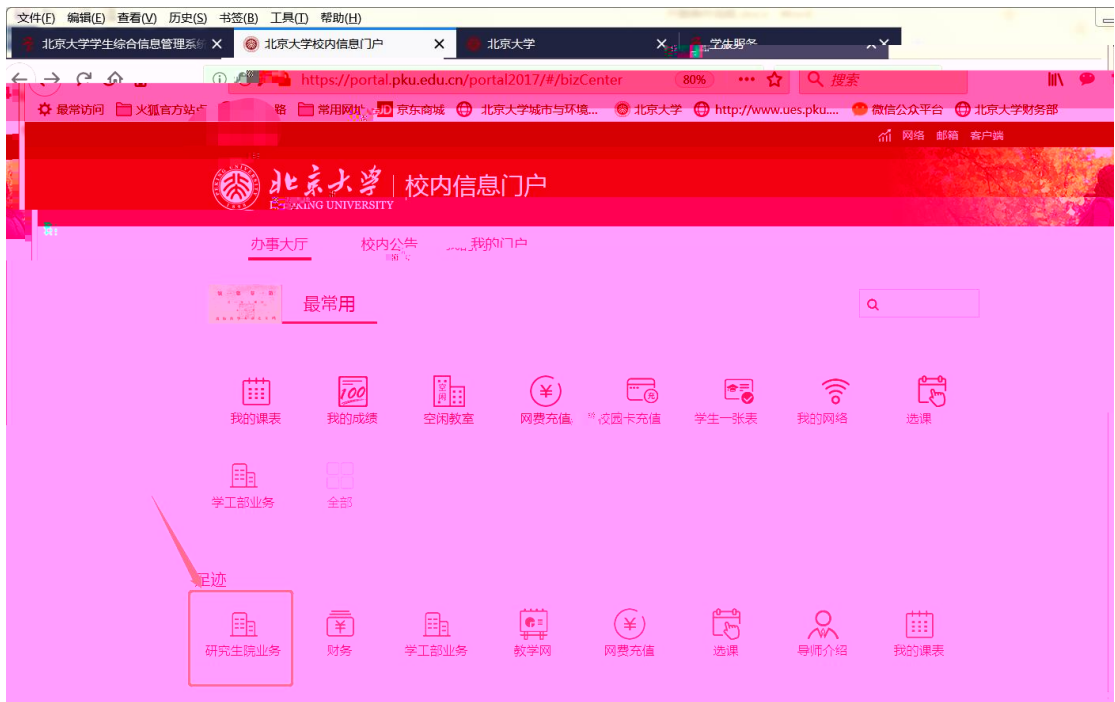 文件(F) 编辑(E) 查看(V) 历史(S) 书签(B) 工具(T) 帮助(H)
北京大学学生综合信息管理系统 × 北京大学校内信息门户 × 北京大学 × 学生服务 ×
https://portal.pku.edu.cn/portal2017/#/bizCenter 80% 搜索
最常访问 火狐官方站点 路 常用网址 JD 京东商城 北京大学城市与环境... 北京大学 http://www.ues.pku.... 微信公众平台 北京大学财务部
网络 邮箱 客户端
北京大学 校内信息门户
PEKING UNIVERSITY
办事大厅 校内公告 我的门户
最常用
我的课表 我的成绩 空闲教室 网费充值 校园卡充值 学生一张表 我的网络 选课
学工部业务 全部
足迹
研究生院业务 财务 学工部业务 教学网 网费充值 选课 导师介绍 我的课表